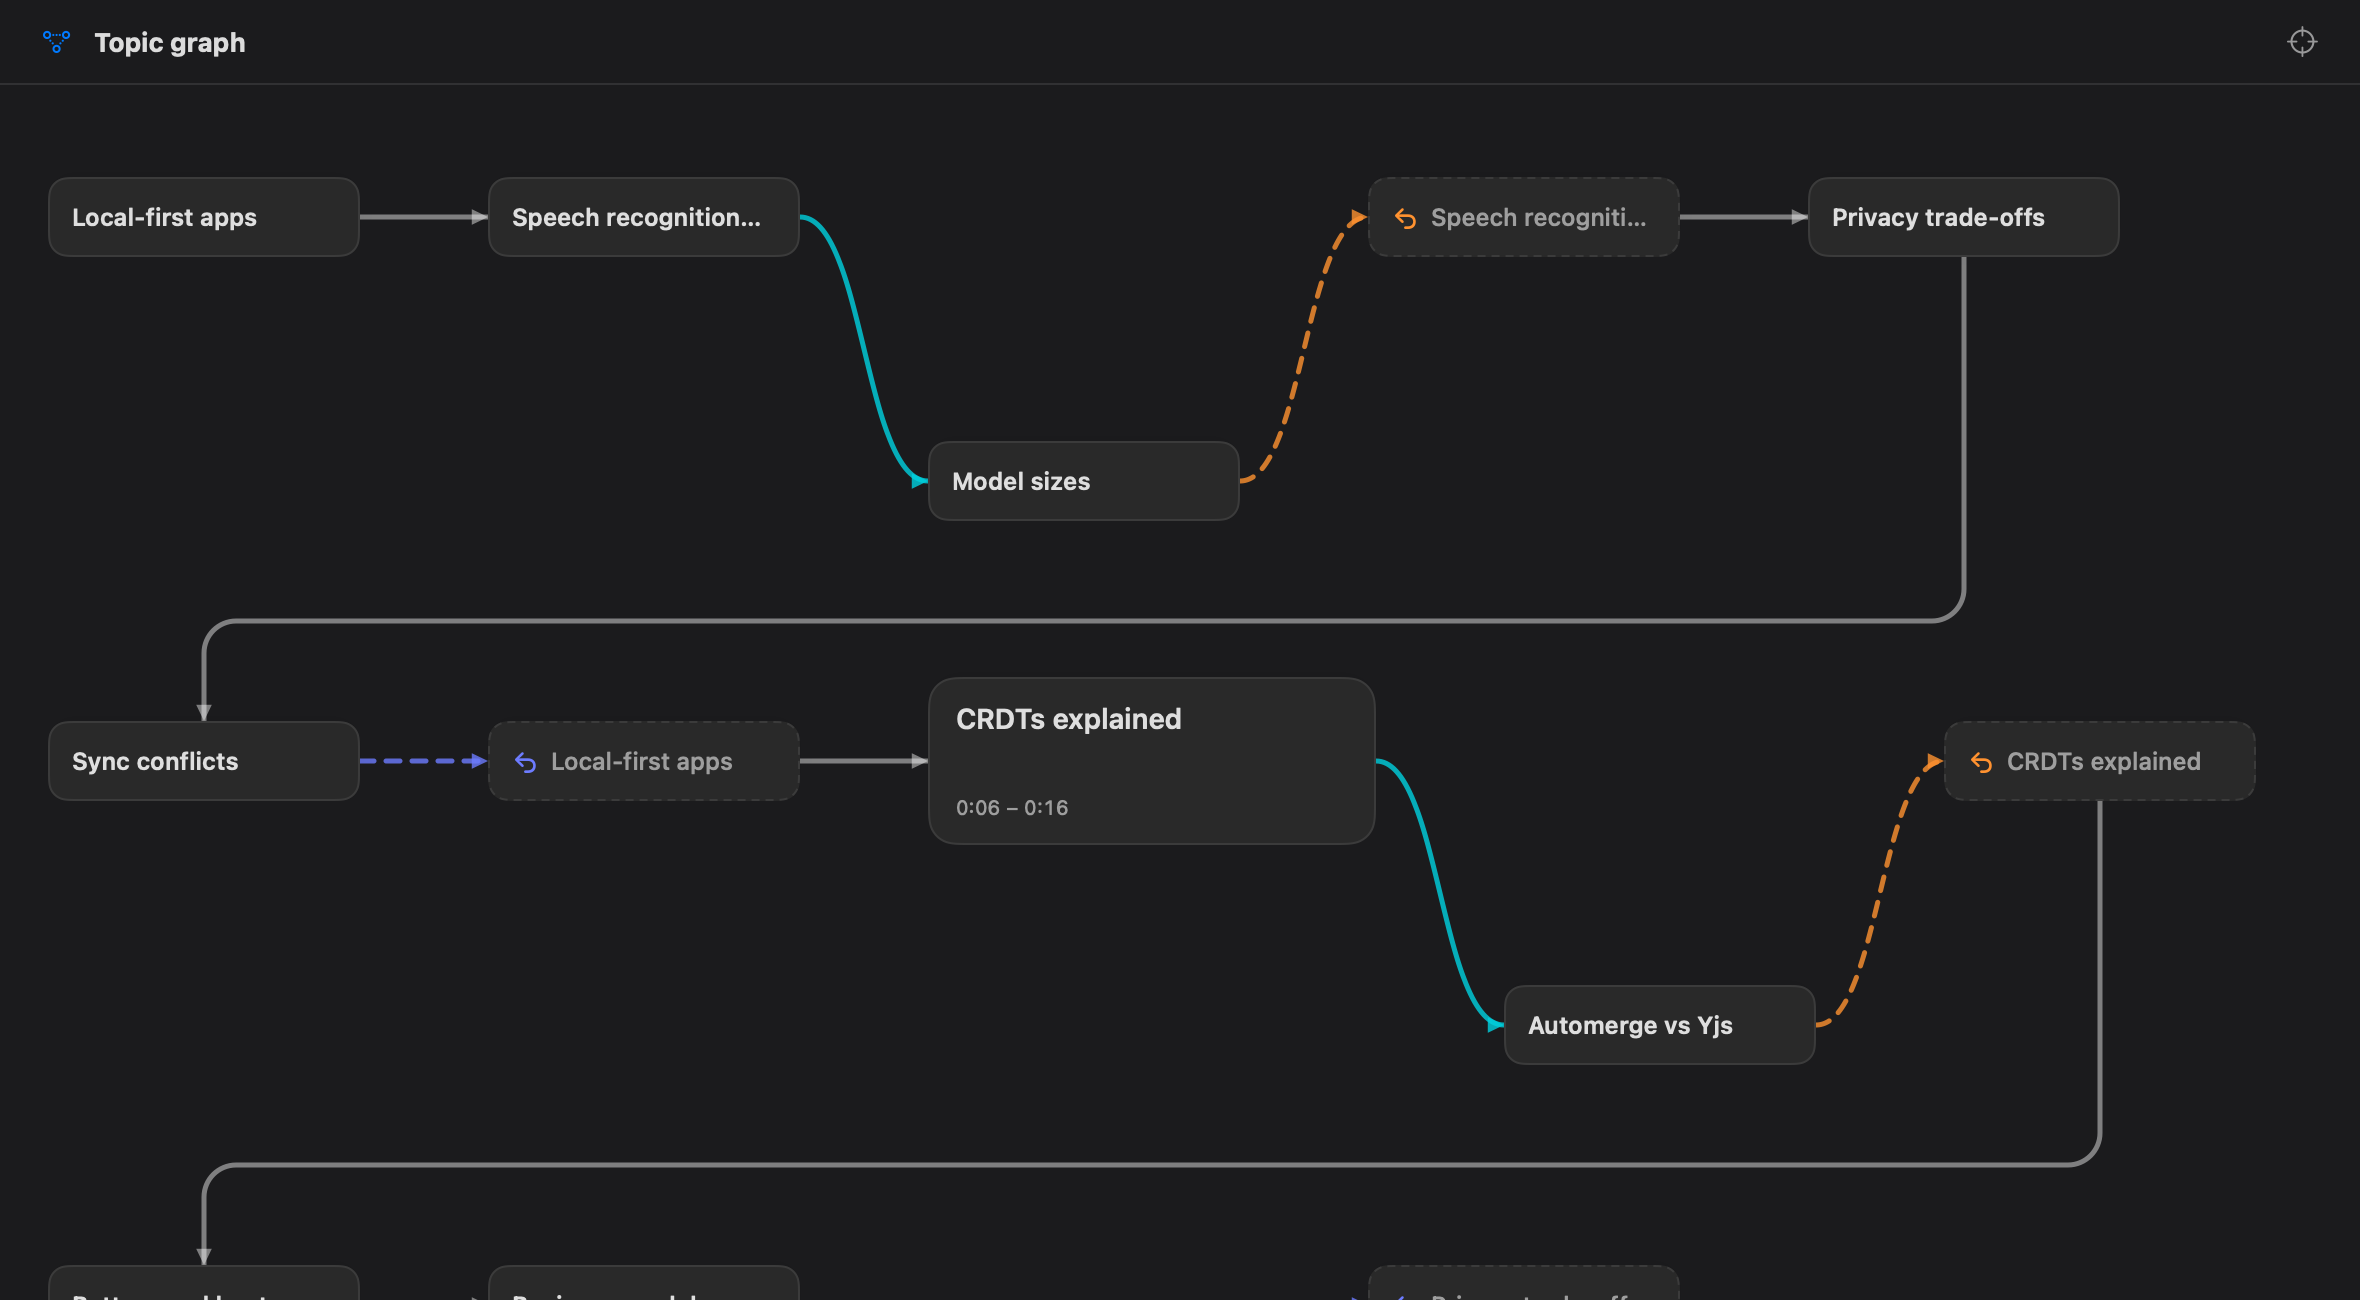 Topic graph
Local-first apps
Speech recognition...
Speech recogniti...
Privacy trade-offs
Model sizes
Sync conflicts
Local-first apps
CRDTs explained
0:06 – 0:16
CRDTs explained
Automerge vs Yjs